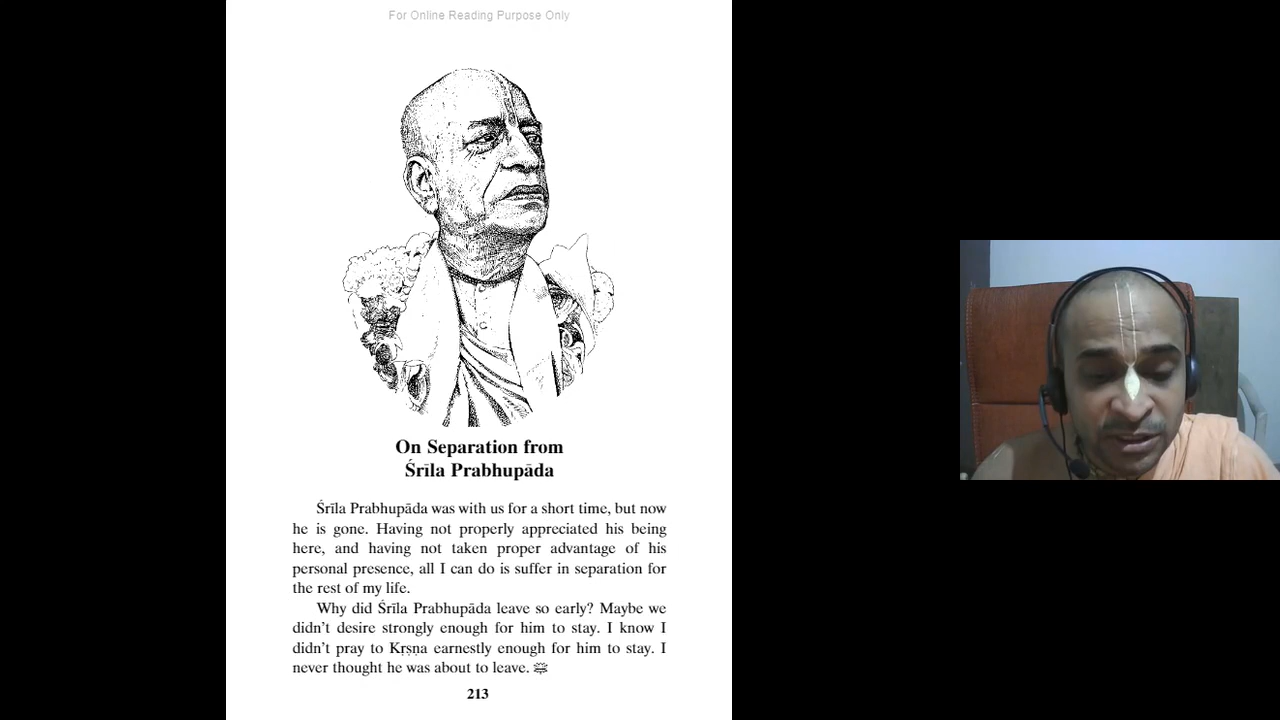 For Online Reading Purpose Only
On Separation from
Śrīla Prabhupāda
Śrīla Prabhupāda was with us for a short time, but now
he is gone. Having not properly appreciated his being
here, and having not taken proper advantage of his
personal presence, all I can do is suffer in separation for
the rest of my life.
Why did Śrīla Prabhupāda leave so early? Maybe we
didn’t desire strongly enough for him to stay. I know I
didn’t pray to Kṛṣṇa earnestly enough for him to stay. I
never thought he was about to leave.
213